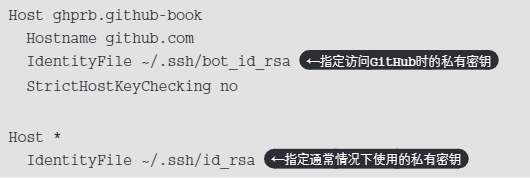 Host ghprb.github-book
Hostname github.com
IdentityFile ~/.ssh/bot_id_rsa ←指定访问GitHub时的私有密钥
StrictHostKeyChecking no
Host *
IdentityFile ~/.ssh/id_rsa ←指定通常情况下使用的私有密钥